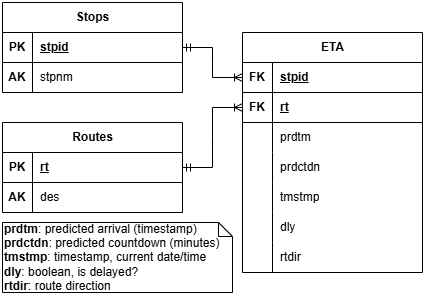 Stops
PK stpid
AK stpnm
Routes
PK rt
AK des
ETA
FK stpid
FK rt
prdtm
prdctdn
tmstmp
dly
rtdir
prdtm: predicted arrival (timestamp)
prdctdn: predicted countdown (minutes)
tmstmp: timestamp, current date/time
dly: boolean, is delayed?
rtdir: route direction